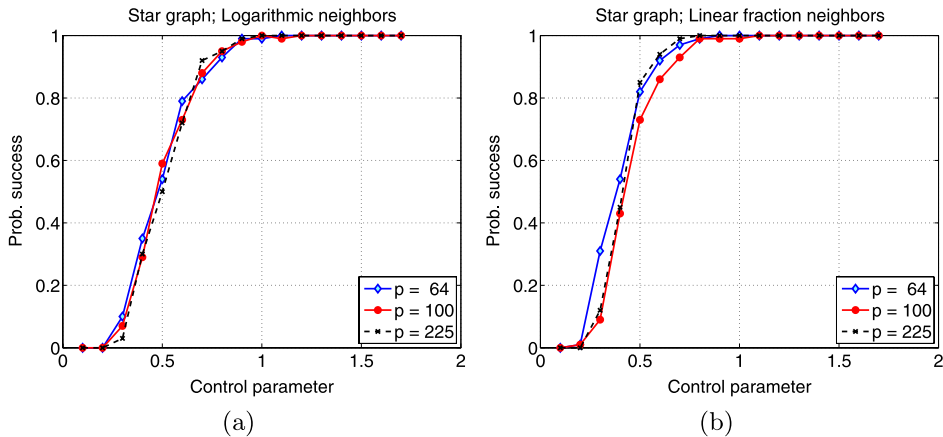 Star graph; Logarithmic neighbors
1
0.8
0.6
0.4
0.2
0
Prob. success
p = 64
p = 100
p = 225
0 0.5 1 1.5 2
Control parameter
(a)
Star graph; Linear fraction neighbors
1
0.8
0.6
0.4
0.2
0
Prob. success
p = 64
p = 100
p = 225
0 0.5 1 1.5 2
Control parameter
(b)